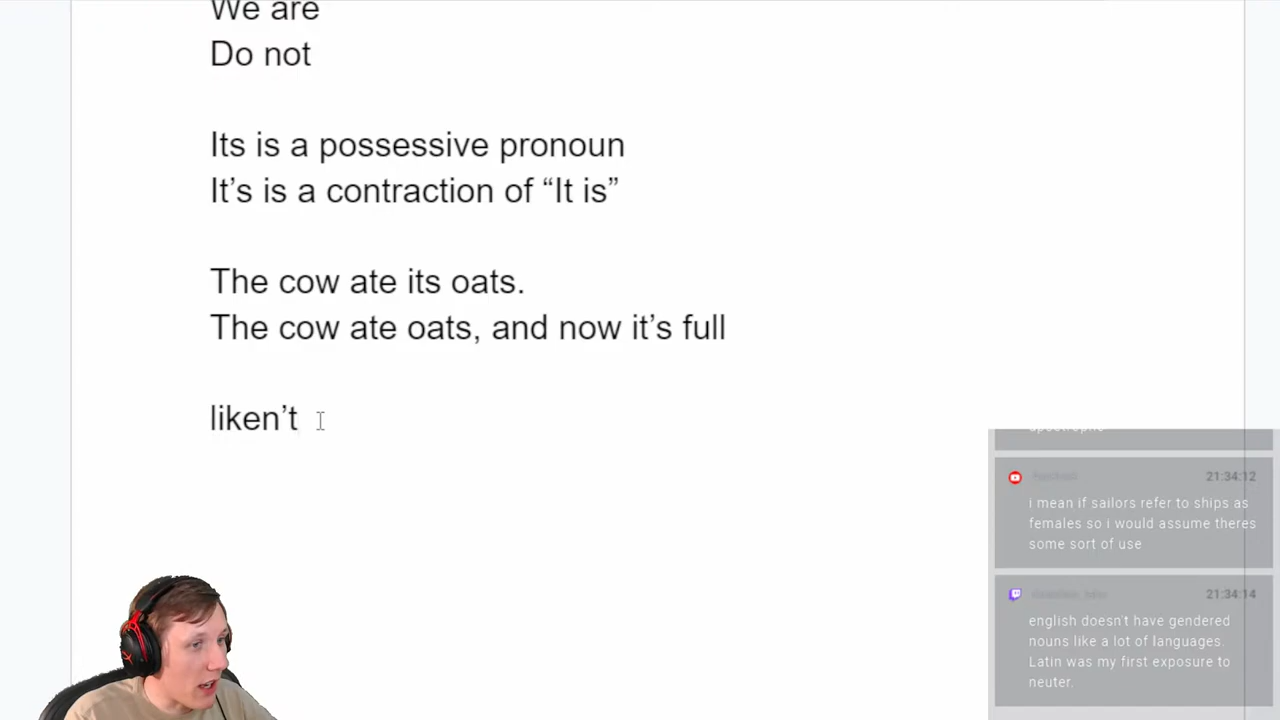 We are
Do not
Its is a possessive pronoun
It’s is a contraction of “It is”
The cow ate its oats.
The cow ate oats, and now it’s full
liken’t
21:34:12
i mean if sailors refer to ships as
females so i would assume theres
some sort of use
21:34:14
english doesn't have gendered
nouns like a lot of languages.
Latin was my first exposure to
neuter.